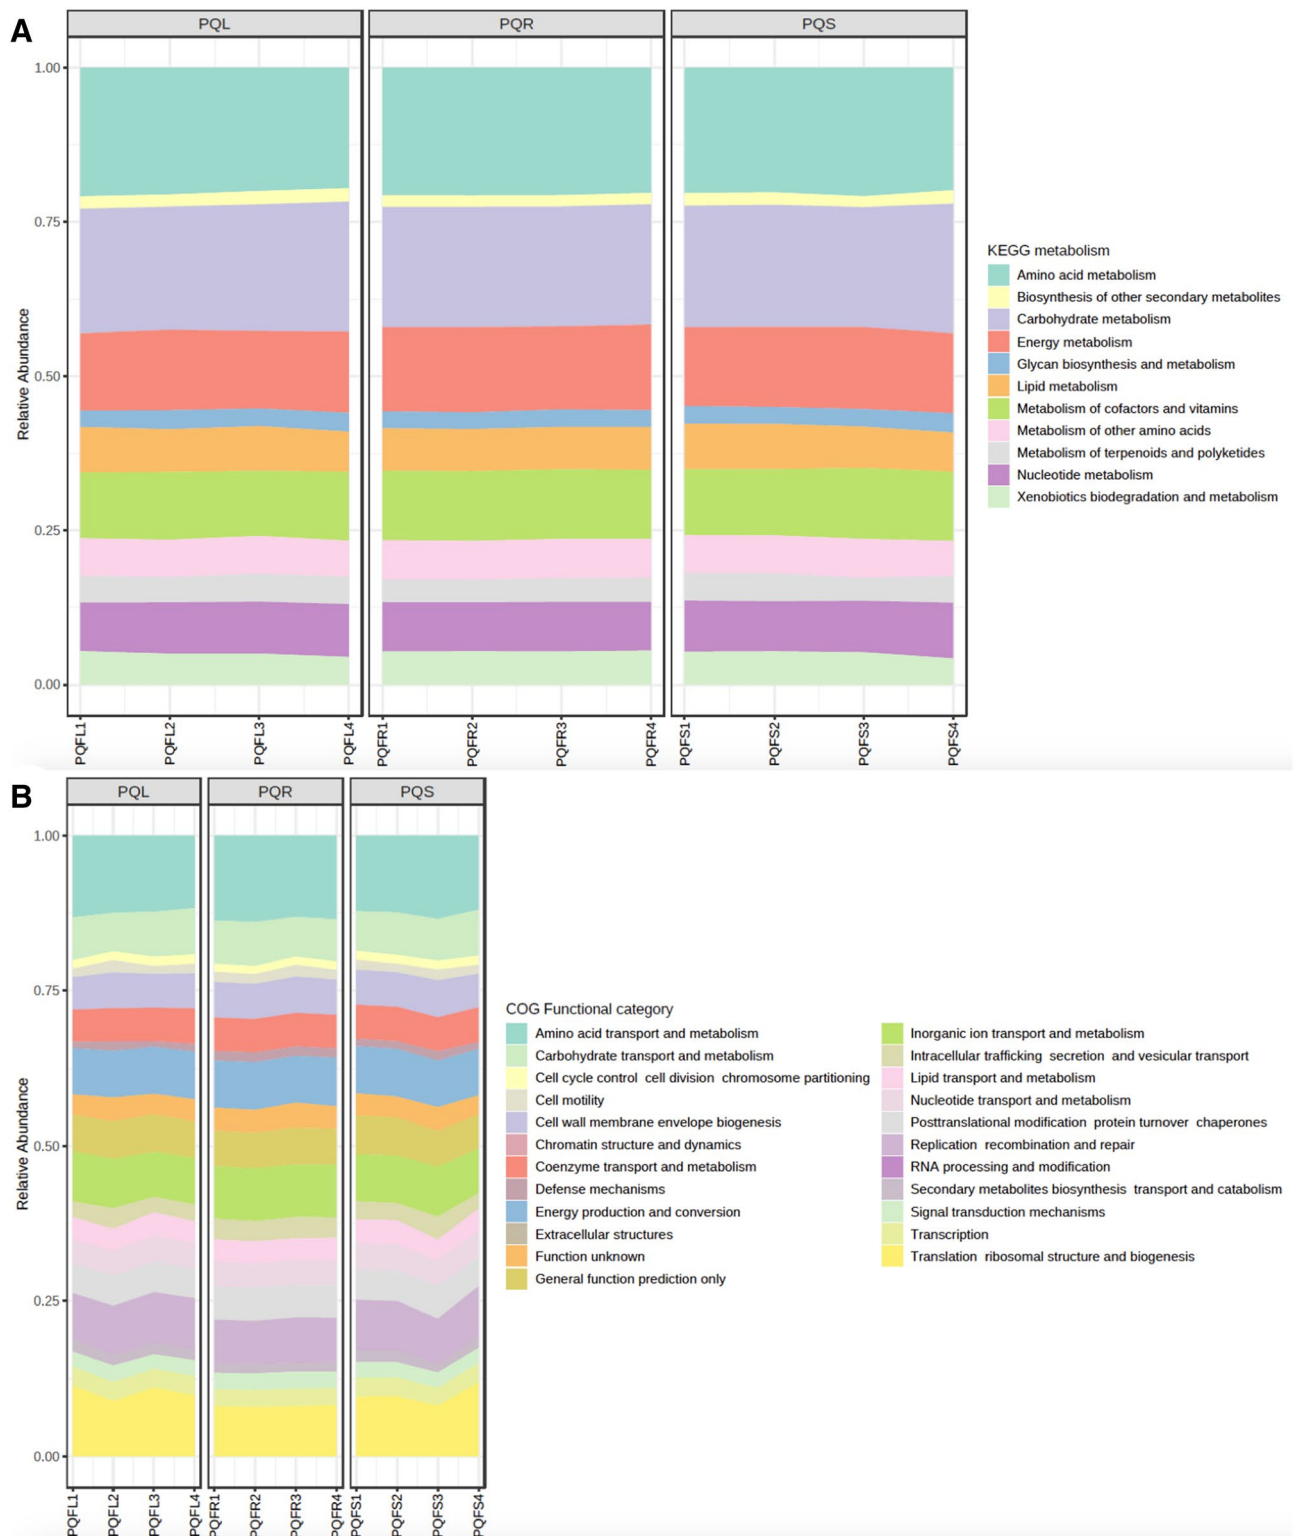 A
PQL
PQR
PQS
1.00
0.75
0.50
0.25
0.00
Relative Abundance
PQFL1
PQFL2
PQFL3
PQFL4
PQFR1
PQFR2
PQFR3
PQFR4
PQFS1
PQFS2
PQFS3
PQFS4
KEGG metabolism
Amino acid metabolism
Biosynthesis of other secondary metabolites
Carbohydrate metabolism
Energy metabolism
Glycan biosynthesis and metabolism
Lipid metabolism
Metabolism of cofactors and vitamins
Metabolism of other amino acids
Metabolism of terpenoids and polyketides
Nucleotide metabolism
Xenobiotics biodegradation and metabolism
B
PQL
PQR
PQS
1.00
0.75
0.50
0.25
0.00
Relative Abundance
PQFL1
PQFL2
PQFL3
PQFL4
PQFR1
PQFR2
PQFR3
PQFR4
PQFS1
PQFS2
PQFS3
PQFS4
COG Functional category
Amino acid transport and metabolism
Carbohydrate transport and metabolism
Cell cycle control cell division chromosome partitioning
Cell motility
Cell wall membrane envelope biogenesis
Chromatin structure and dynamics
Coenzyme transport and metabolism
Defense mechanisms
Energy production and conversion
Extracellular structures
Function unknown
General function prediction only
Inorganic ion transport and metabolism
Intracellular trafficking secretion and vesicular transport
Lipid transport and metabolism
Nucleotide transport and metabolism
Posttranslational modification protein turnover chaperones
Replication recombination and repair
RNA processing and modification
Secondary metabolites biosynthesis transport and catabolism
Signal transduction mechanisms
Transcription
Translation ribosomal structure and biogenesis